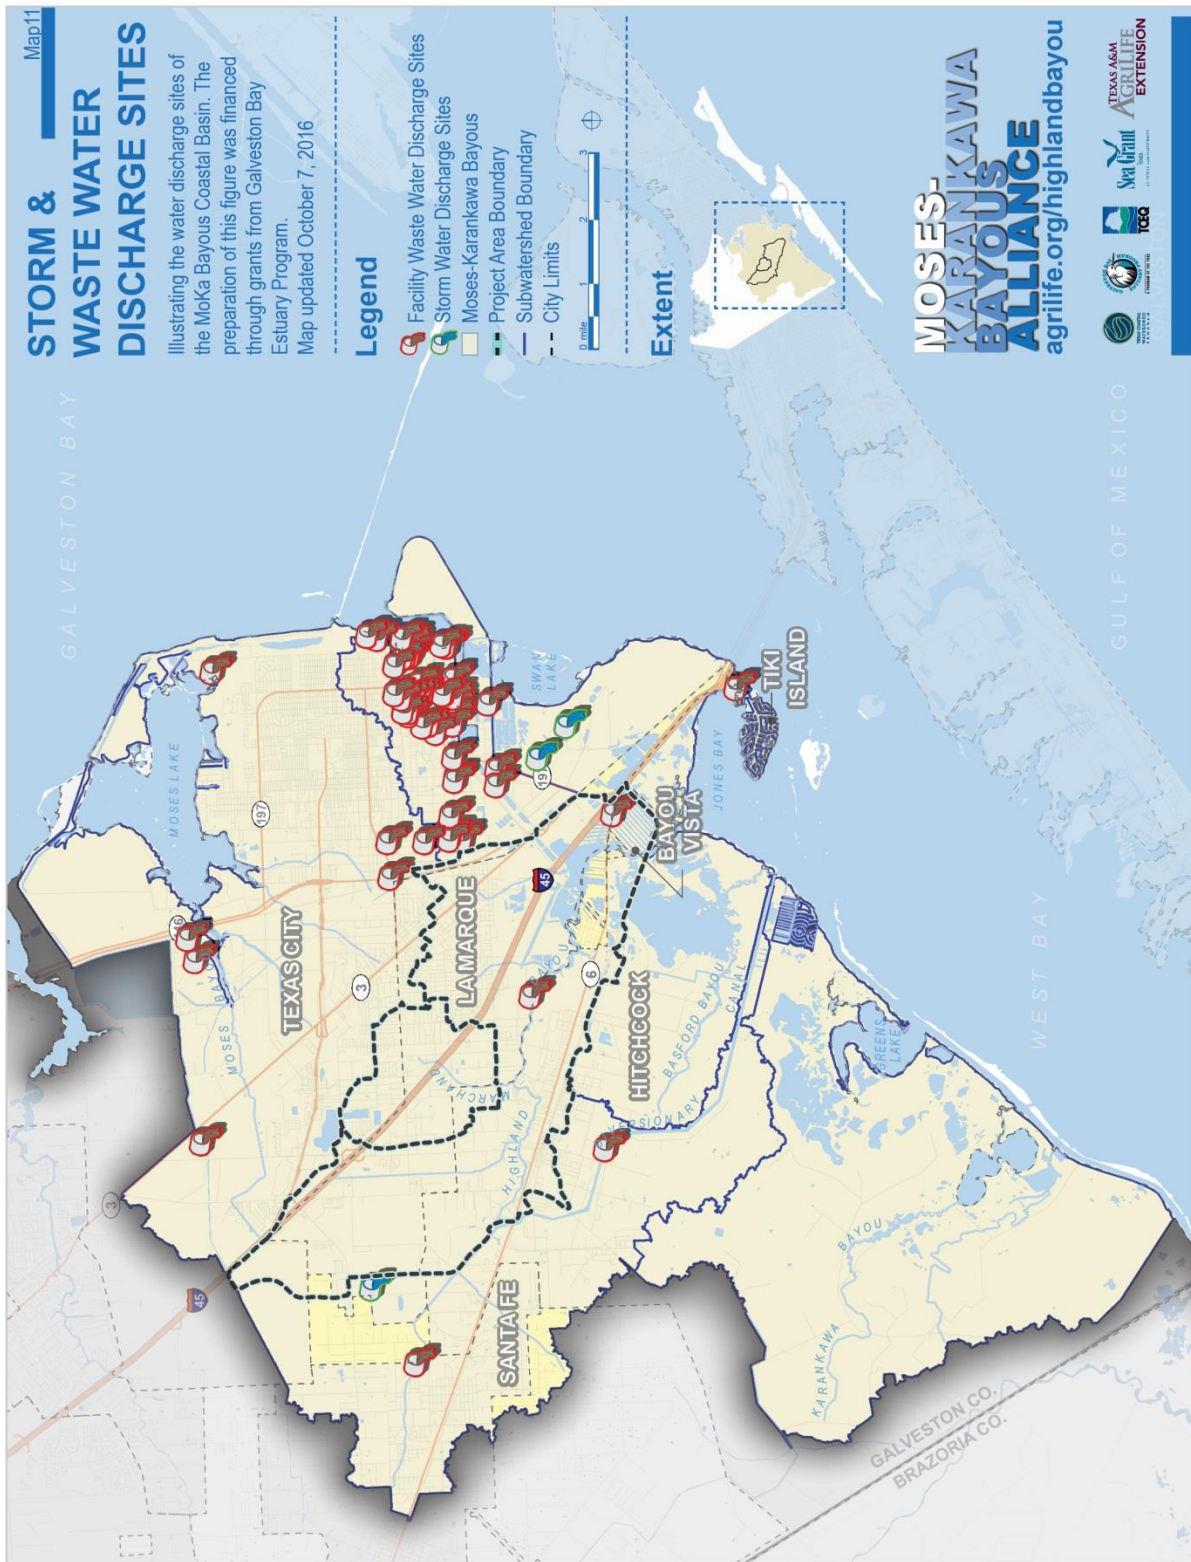 Map11
STORM &
WASTE WATER
DISCHARGE SITES
Illustrating the water discharge sites of
the MoKa Bayous Coastal Basin. The
preparation of this figure was financed
through grants from Galveston Bay
Estuary Program.
Map updated October 7, 2016
Legend
Facility Waste Water Discharge Sites
Storm Water Discharge Sites
Moses-Karankawa Bayous
Project Area Boundary
Subwatershed Boundary
City Limits
0 mile 1 2 3
Extent
MOSES-
KARANKAWA
BAYOUS
ALLIANCE
agrilife.org/highlandbayou
TCEQ
Sea Grant
Texas
TEXAS A&M
AGRILIFE
EXTENSION
GALVESTON BAY
MOSES LAKE
197
146
MOSES BAYOU
TEXAS CITY
3
3
45
LA MARQUE
45
SWAN
LAKE
197
TIKI
ISLAND
JONES BAY
BAYOU
VISTA
6
MARCHAND
HIGHLAND
BAYOU
HITCHCOCK
BASFORD BAYOU
CANAL
SANTA FE
GREENS
LAKE
WEST BAY
GULF OF MEXICO
KARANKAWA
BAYOU
GALVESTON CO.
BRAZORIA CO.